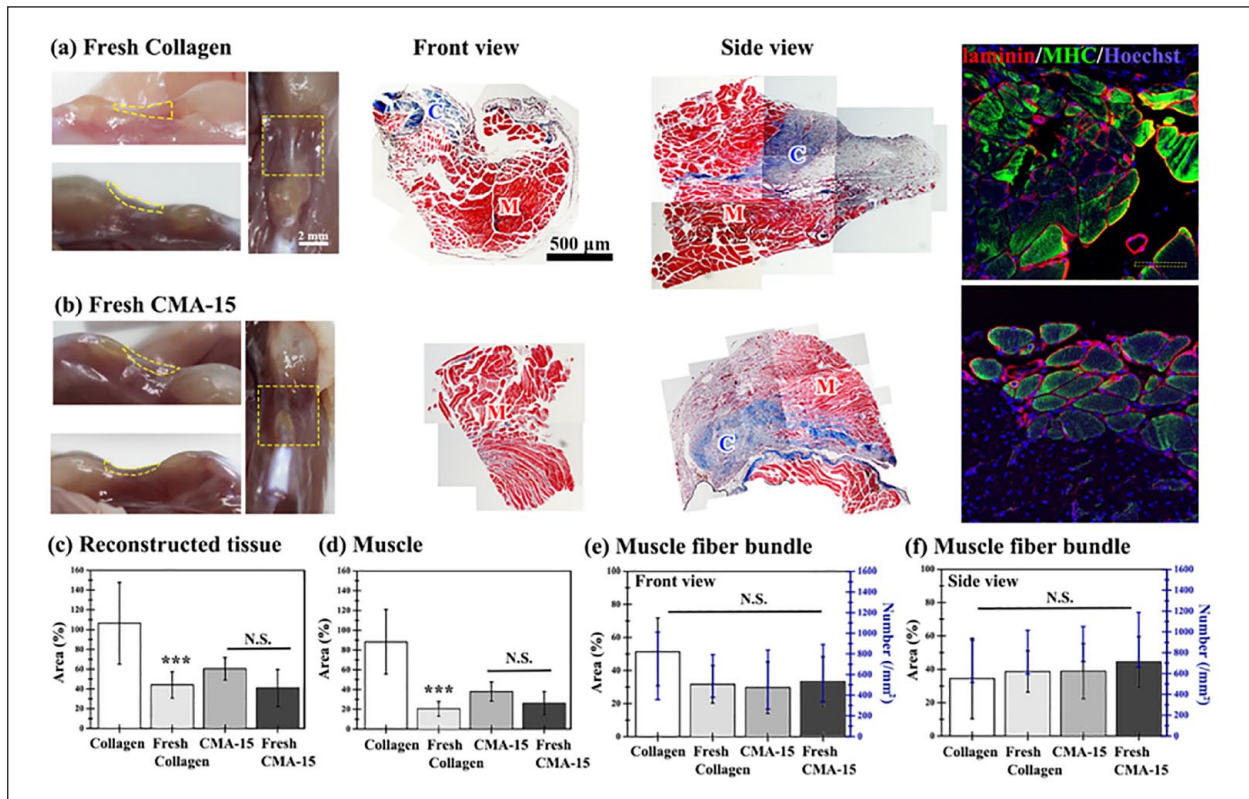 (a) Fresh Collagen
Front view
Side view
laminin/MHC/Hoechst
C
M
C
M
2 mm
500 µm
(b) Fresh CMA-15
M
M
C
(c) Reconstructed tissue
(d) Muscle
(e) Muscle fiber bundle
(f) Muscle fiber bundle
Area (%)
160
140
120
100
80
60
40
20
0
***
N.S.
Collagen
Fresh Collagen
CMA-15
Fresh CMA-15
Area (%)
160
140
120
100
80
60
40
20
0
***
N.S.
Collagen
Fresh Collagen
CMA-15
Fresh CMA-15
Area (%)
100
80
60
40
20
0
Front view
N.S.
1600
1400
1200
1000
800
600
400
200
0
Number (/mm²)
Collagen
Fresh Collagen
CMA-15
Fresh CMA-15
Area (%)
100
80
60
40
20
0
Side view
N.S.
1600
1400
1200
1000
800
600
400
200
0
Number (/mm²)
Collagen
Fresh Collagen
CMA-15
Fresh CMA-15